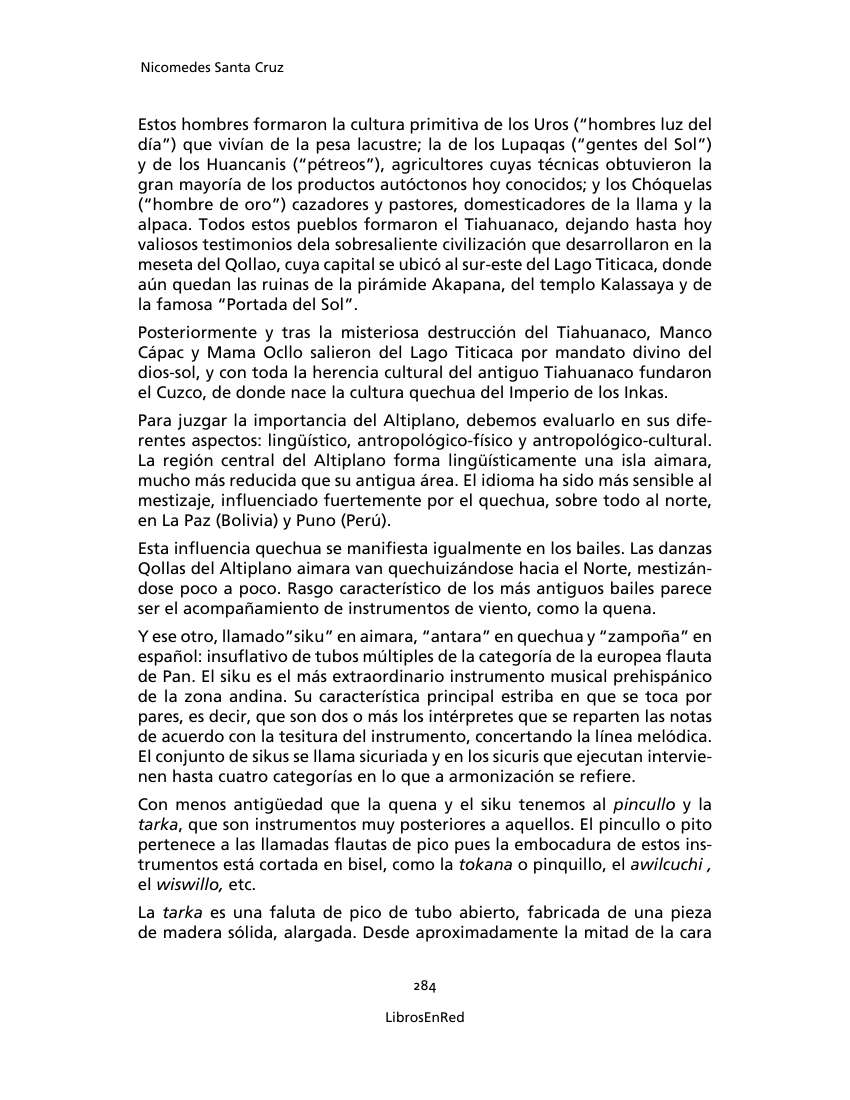 Nicomedes Santa Cruz
Estos hombres formaron la cultura primitiva de los Uros (“hombres luz del
día”) que vivían de la pesa lacustre; la de los Lupaqas (“gentes del Sol”)
y de los Huancanis (“pétreos”), agricultores cuyas técnicas obtuvieron la
gran mayoría de los productos autóctonos hoy conocidos; y los Chóquelas
(“hombre de oro”) cazadores y pastores, domesticadores de la llama y la
alpaca. Todos estos pueblos formaron el Tiahuanaco, dejando hasta hoy
valiosos testimonios dela sobresaliente civilización que desarrollaron en la
meseta del Qollao, cuya capital se ubicó al sur-este del Lago Titicaca, donde
aún quedan las ruinas de la pirámide Akapana, del templo Kalassaya y de
la famosa “Portada del Sol”.
Posteriormente y tras la misteriosa destrucción del Tiahuanaco, Manco
Cápac y Mama Ocllo salieron del Lago Titicaca por mandato divino del
dios-sol, y con toda la herencia cultural del antiguo Tiahuanaco fundaron
el Cuzco, de donde nace la cultura quechua del Imperio de los Inkas.
Para juzgar la importancia del Altiplano, debemos evaluarlo en sus dife-
rentes aspectos: lingüístico, antropológico-físico y antropológico-cultural.
La región central del Altiplano forma lingüísticamente una isla aimara,
mucho más reducida que su antigua área. El idioma ha sido más sensible al
mestizaje, influenciado fuertemente por el quechua, sobre todo al norte,
en La Paz (Bolivia) y Puno (Perú).
Esta influencia quechua se manifiesta igualmente en los bailes. Las danzas
Qollas del Altiplano aimara van quechuizándose hacia el Norte, mestizán-
dose poco a poco. Rasgo característico de los más antiguos bailes parece
ser el acompañamiento de instrumentos de viento, como la quena.
Y ese otro, llamado”siku” en aimara, “antara” en quechua y “zampoña” en
español: insuflativo de tubos múltiples de la categoría de la europea flauta
de Pan. El siku es el más extraordinario instrumento musical prehispánico
de la zona andina. Su característica principal estriba en que se toca por
pares, es decir, que son dos o más los intérpretes que se reparten las notas
de acuerdo con la tesitura del instrumento, concertando la línea melódica.
El conjunto de sikus se llama sicuriada y en los sicuris que ejecutan intervie-
nen hasta cuatro categorías en lo que a armonización se refiere.
Con menos antigüedad que la quena y el siku tenemos al pincullo y la
tarka, que son instrumentos muy posteriores a aquellos. El pincullo o pito
pertenece a las llamadas flautas de pico pues la embocadura de estos ins-
trumentos está cortada en bisel, como la tokana o pinquillo, el awilcuchi ,
el wiswillo, etc.
La tarka es una faluta de pico de tubo abierto, fabricada de una pieza
de madera sólida, alargada. Desde aproximadamente la mitad de la cara
284
LibrosEnRed